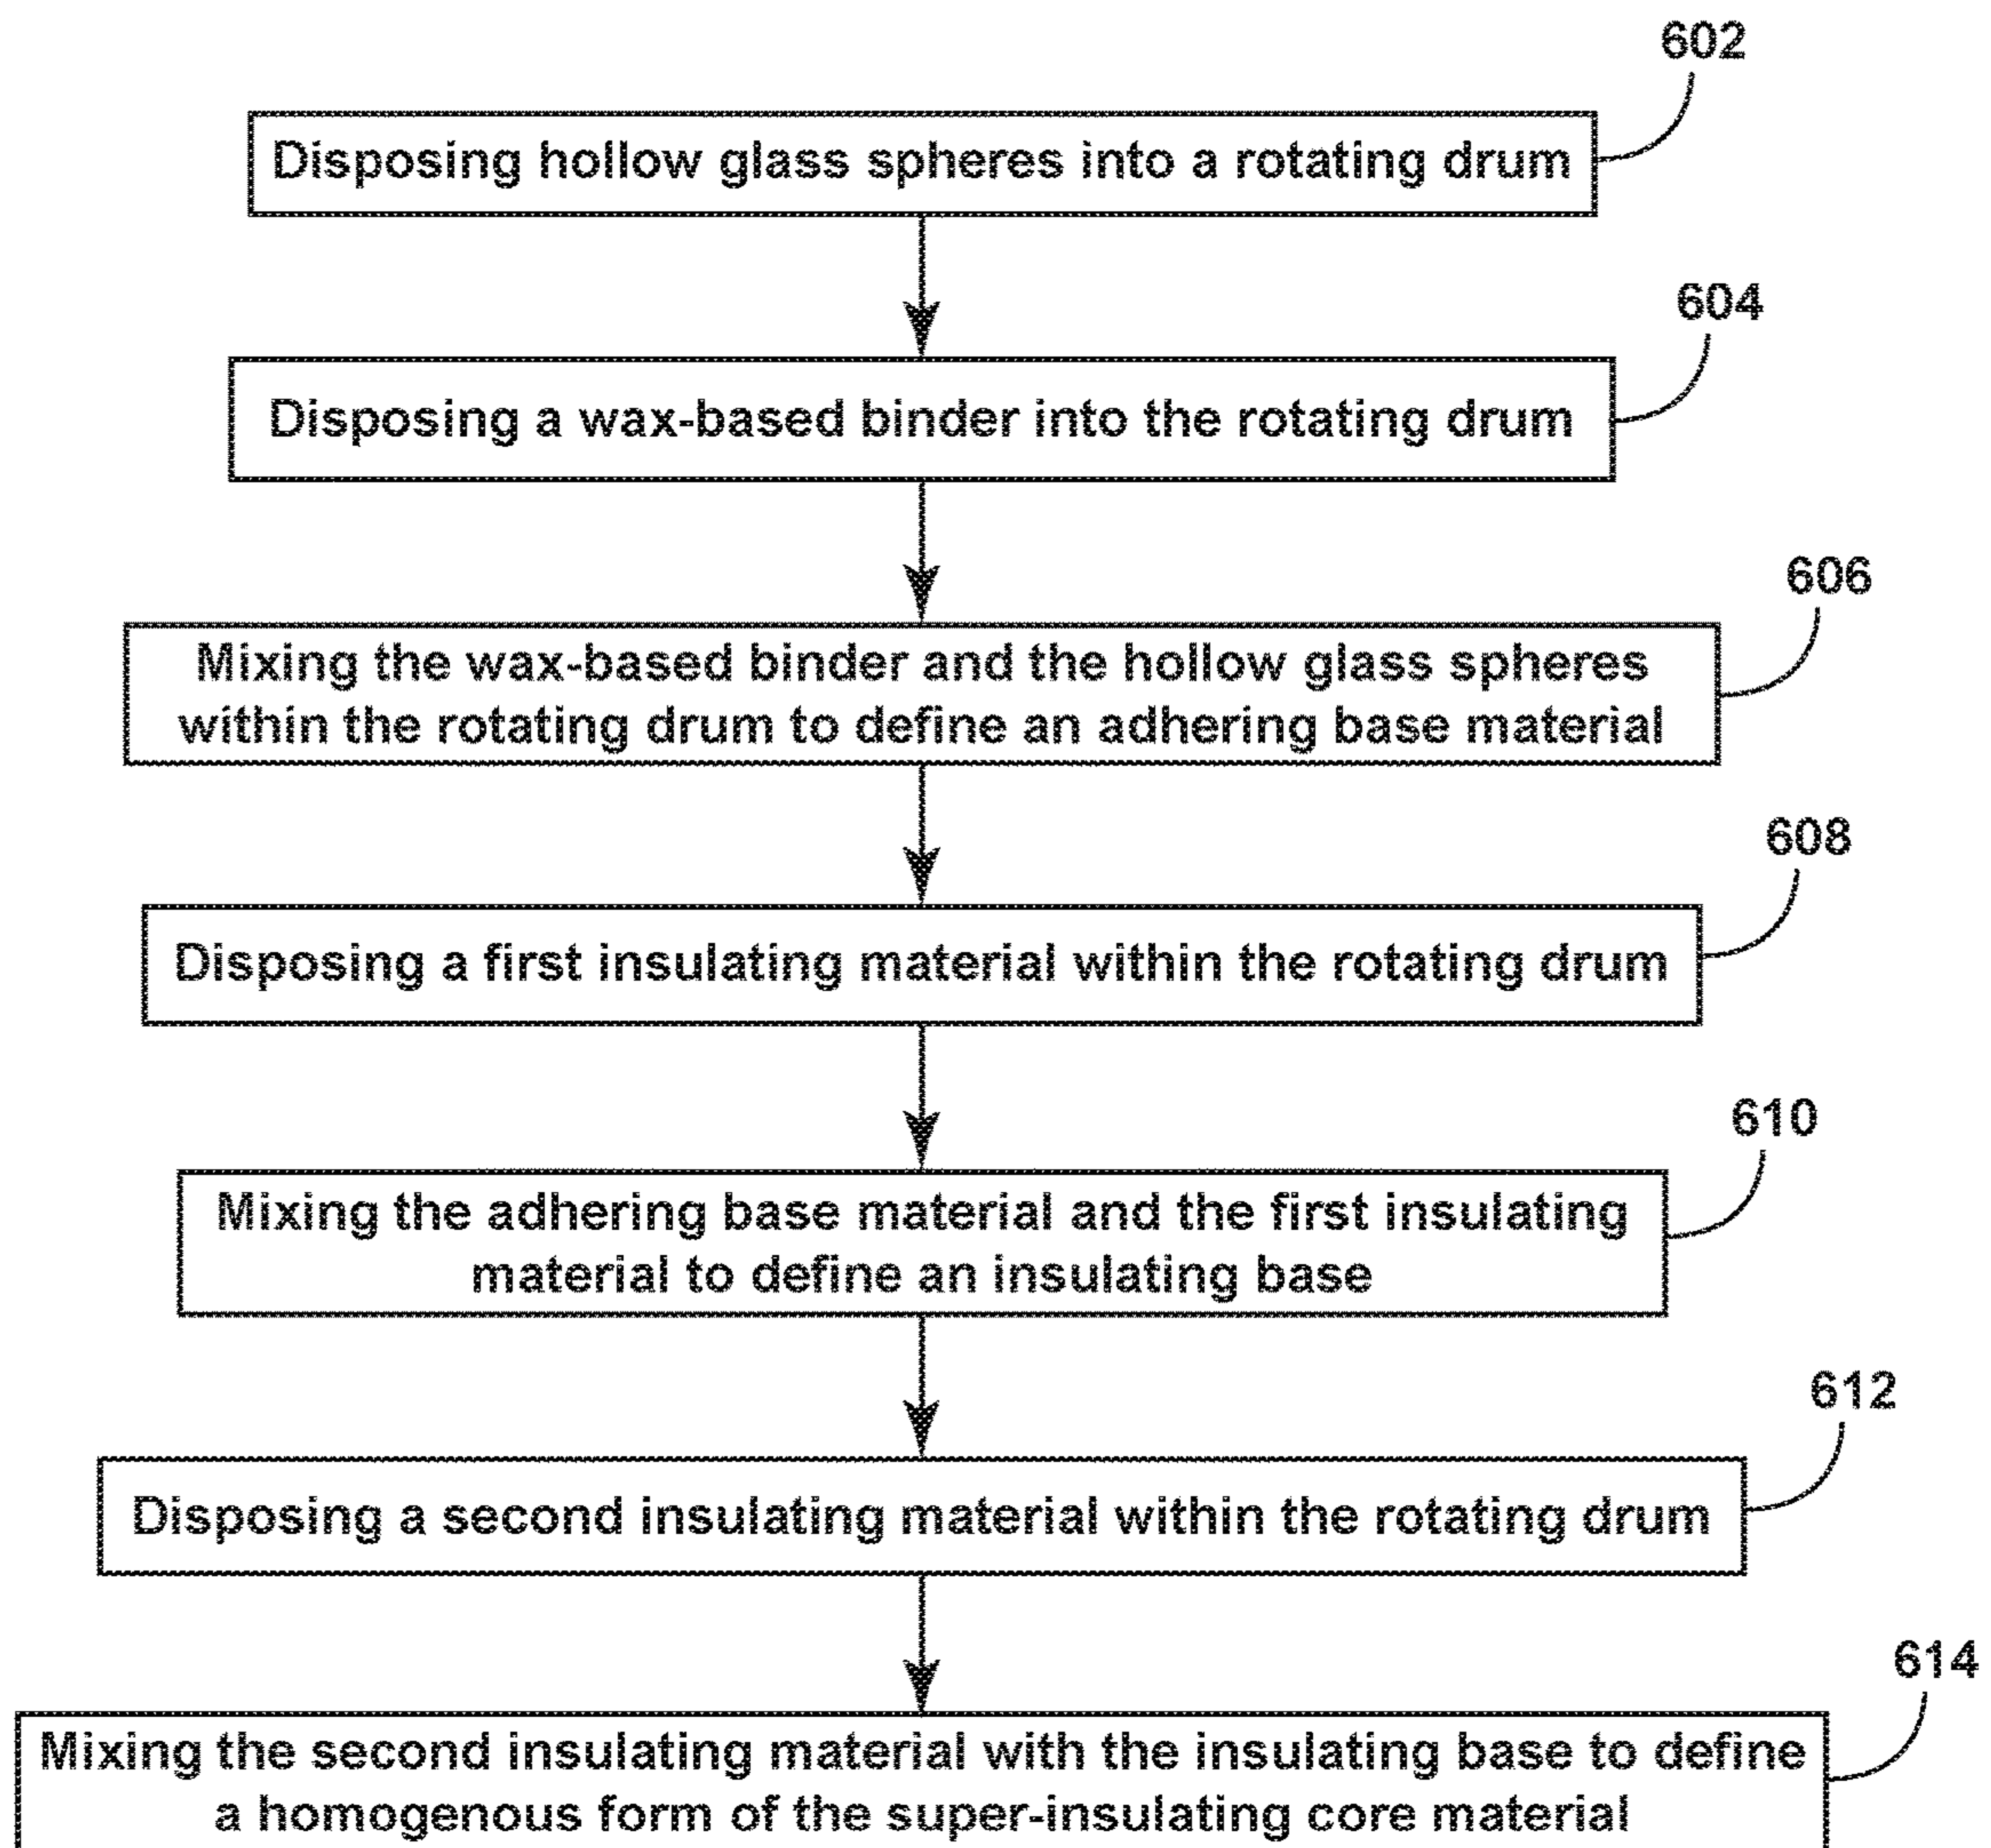 602
Disposing hollow glass spheres into a rotating drum
604
Disposing a wax-based binder into the rotating drum
606
Mixing the wax-based binder and the hollow glass spheres
within the rotating drum to define an adhering base material
608
Disposing a first insulating material within the rotating drum
610
Mixing the adhering base material and the first insulating
material to define an insulating base
612
Disposing a second insulating material within the rotating drum
614
Mixing the second insulating material with the insulating base to define
a homogenous form of the super-insulating core material